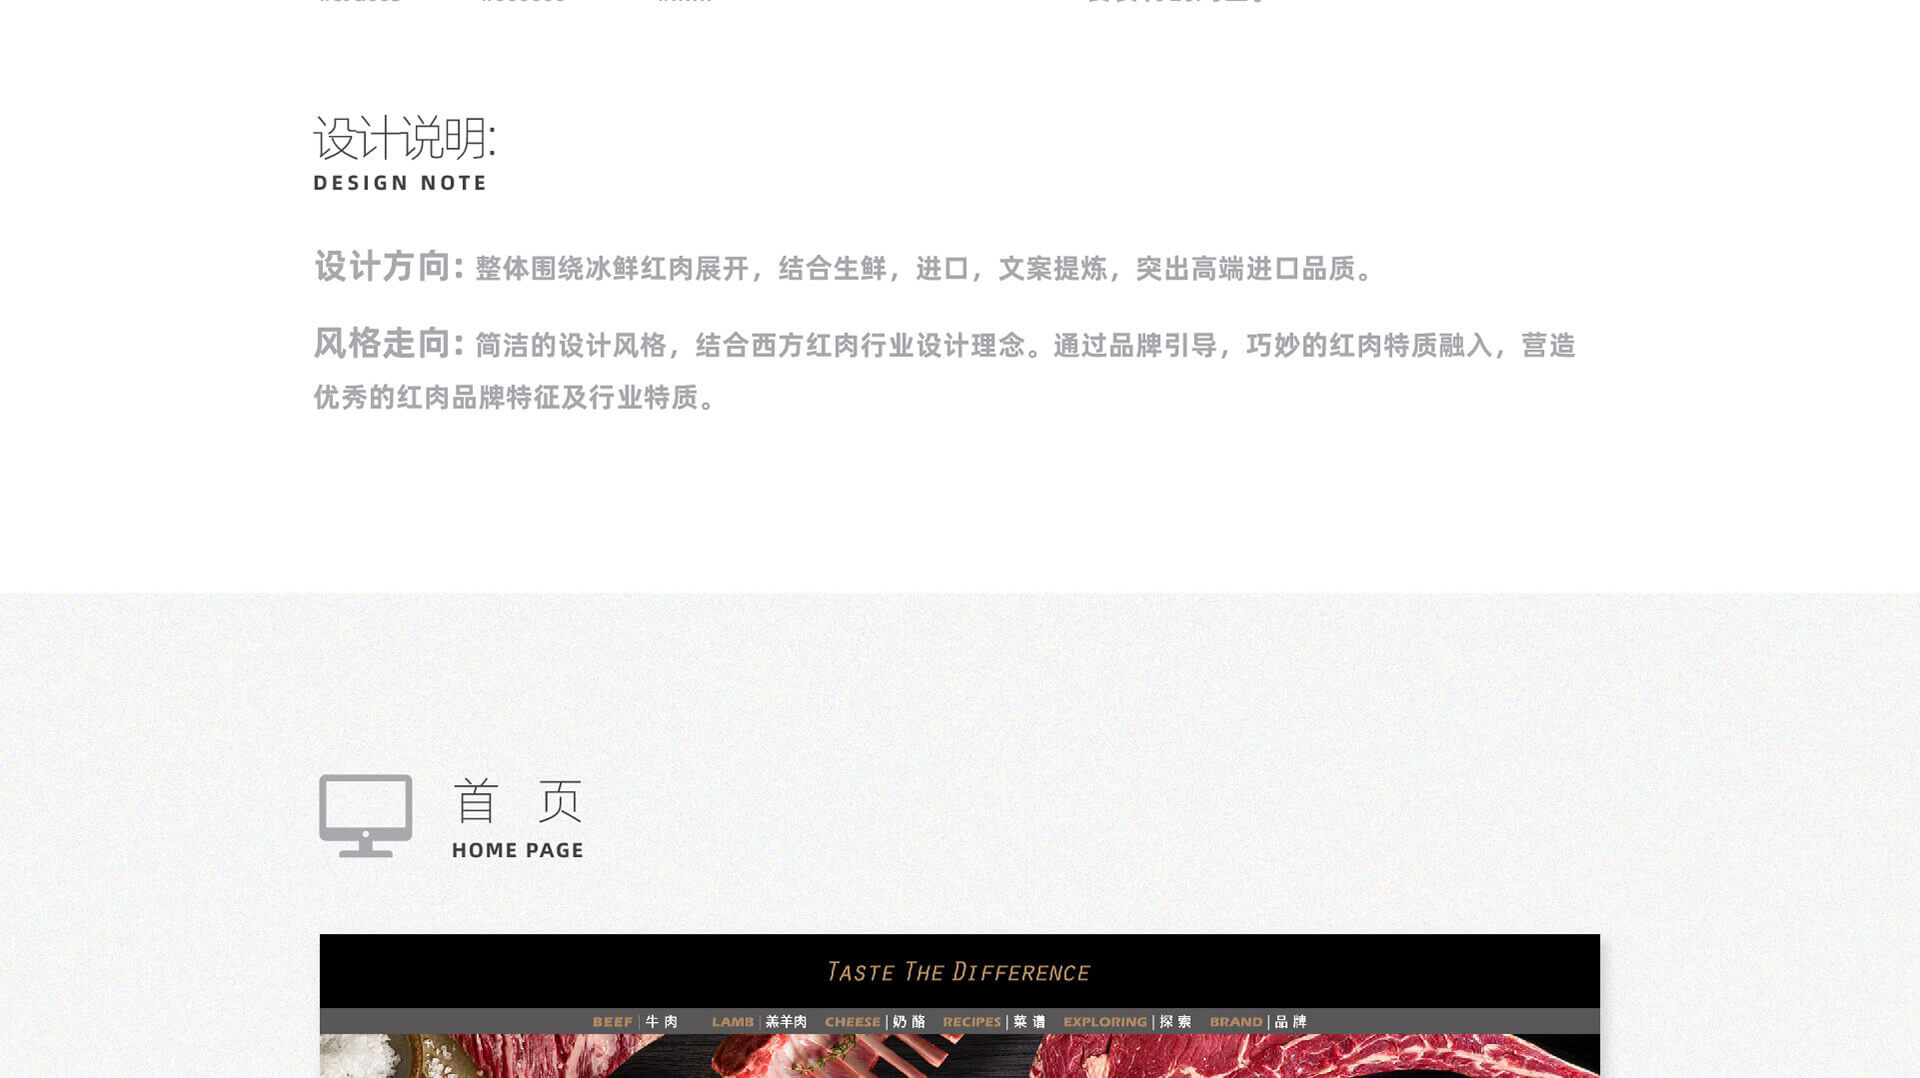 设计说明:
DESIGN NOTE
设计方向: 整体围绕冰鲜红肉展开，结合生鲜，进口，文案提炼，突出高端进口品质。
风格走向: 简洁的设计风格，结合西方红肉行业设计理念。通过品牌引导，巧妙的红肉特质融入，营造
优秀的红肉品牌特征及行业特质。
首 页
HOME PAGE
TASTE THE DIFFERENCE
BEEF | 牛 肉 LAMB | 羔羊肉 CHEESE | 奶 酪 RECIPES | 菜 谱 EXPLORING | 探 索 BRAND | 品 牌